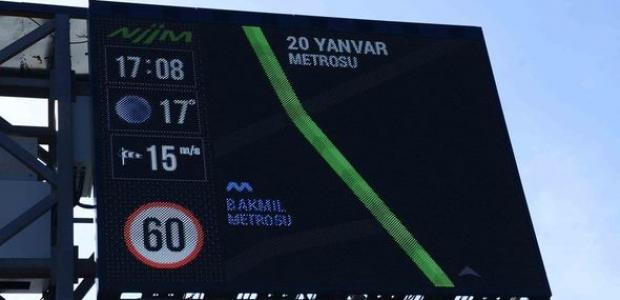 NİİM
17:08
17°
15 m/s
60
20 YANVAR
METROSU
BAKMİL
METROSU